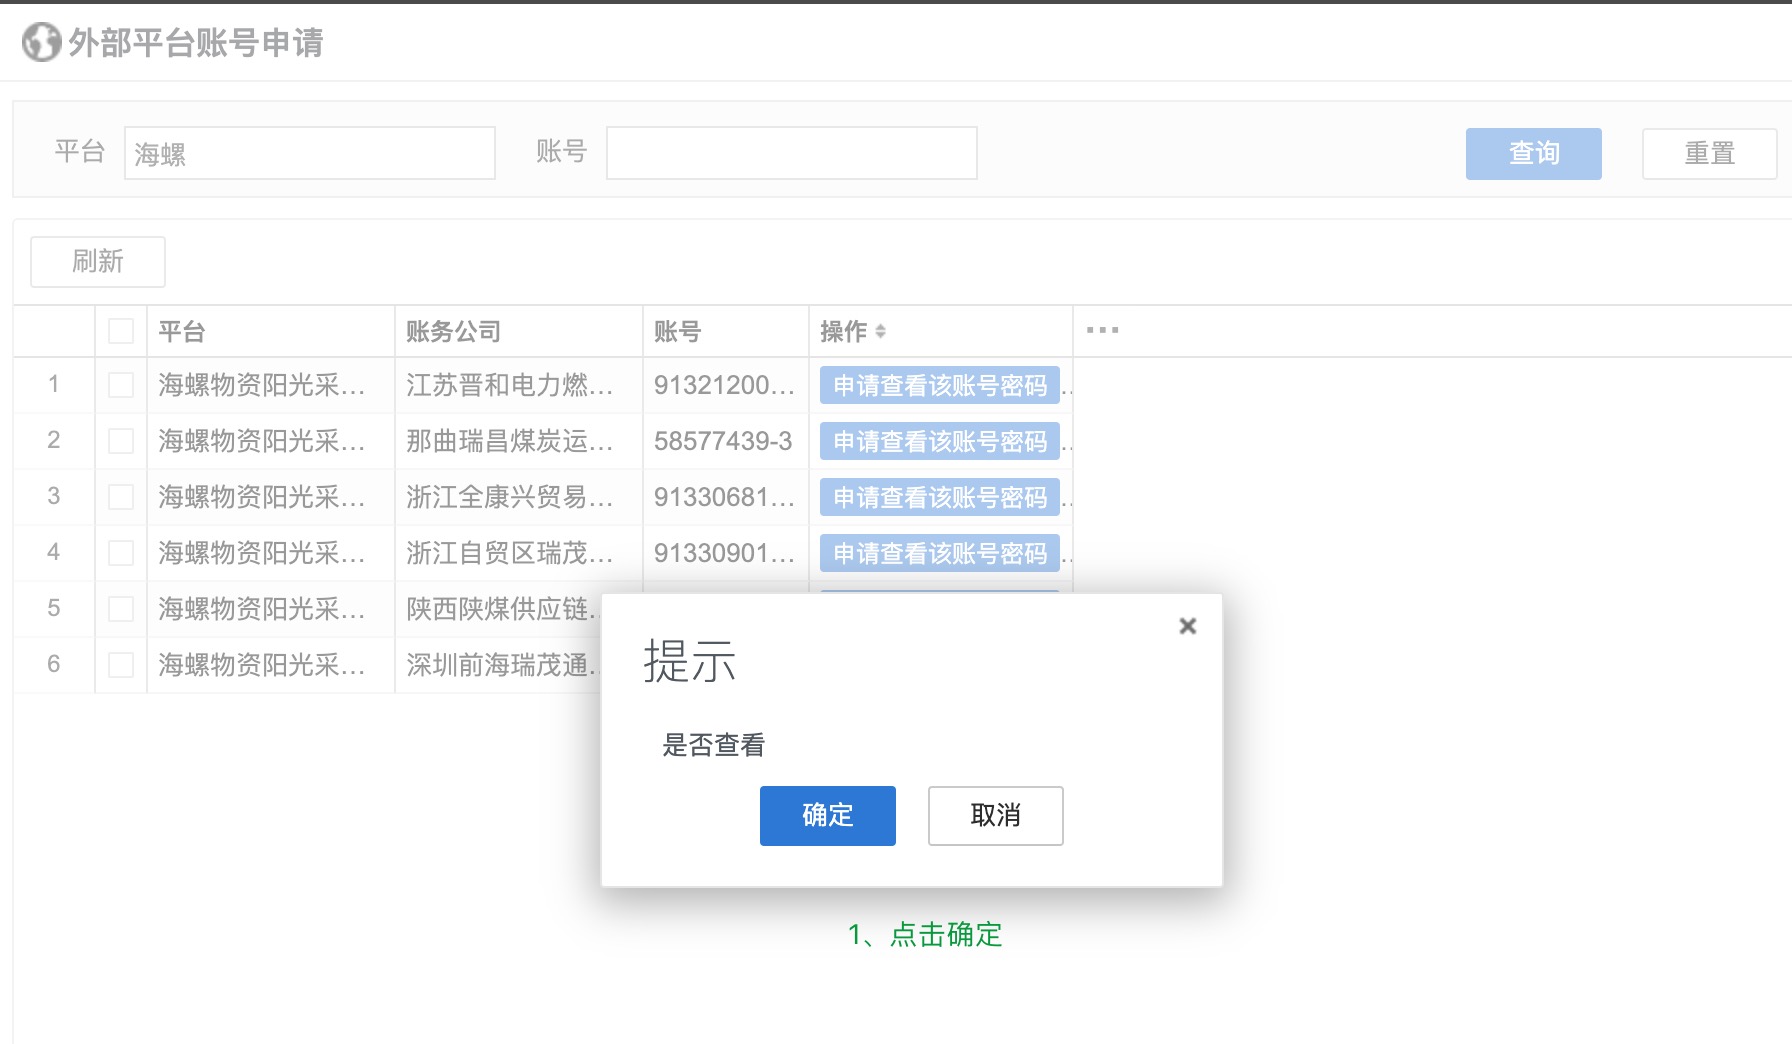 外部平台账号申请
平台 海螺 账号 查询 重置
刷新
平台 账务公司 账号 操作 ...
1 海螺物资阳光采... 江苏晋和电力燃... 91321200... 申请查看该账号密码 ..
2 海螺物资阳光采... 那曲瑞昌煤炭运... 58577439-3 申请查看该账号密码 ..
3 海螺物资阳光采... 浙江全康兴贸易... 91330681... 申请查看该账号密码 ..
4 海螺物资阳光采... 浙江自贸区瑞茂... 91330901... 申请查看该账号密码 ..
5 海螺物资阳光采... 陕西陕煤供应链..
6 海螺物资阳光采... 深圳前海瑞茂通..
提示
是否查看
确定 取消
1、点击确定